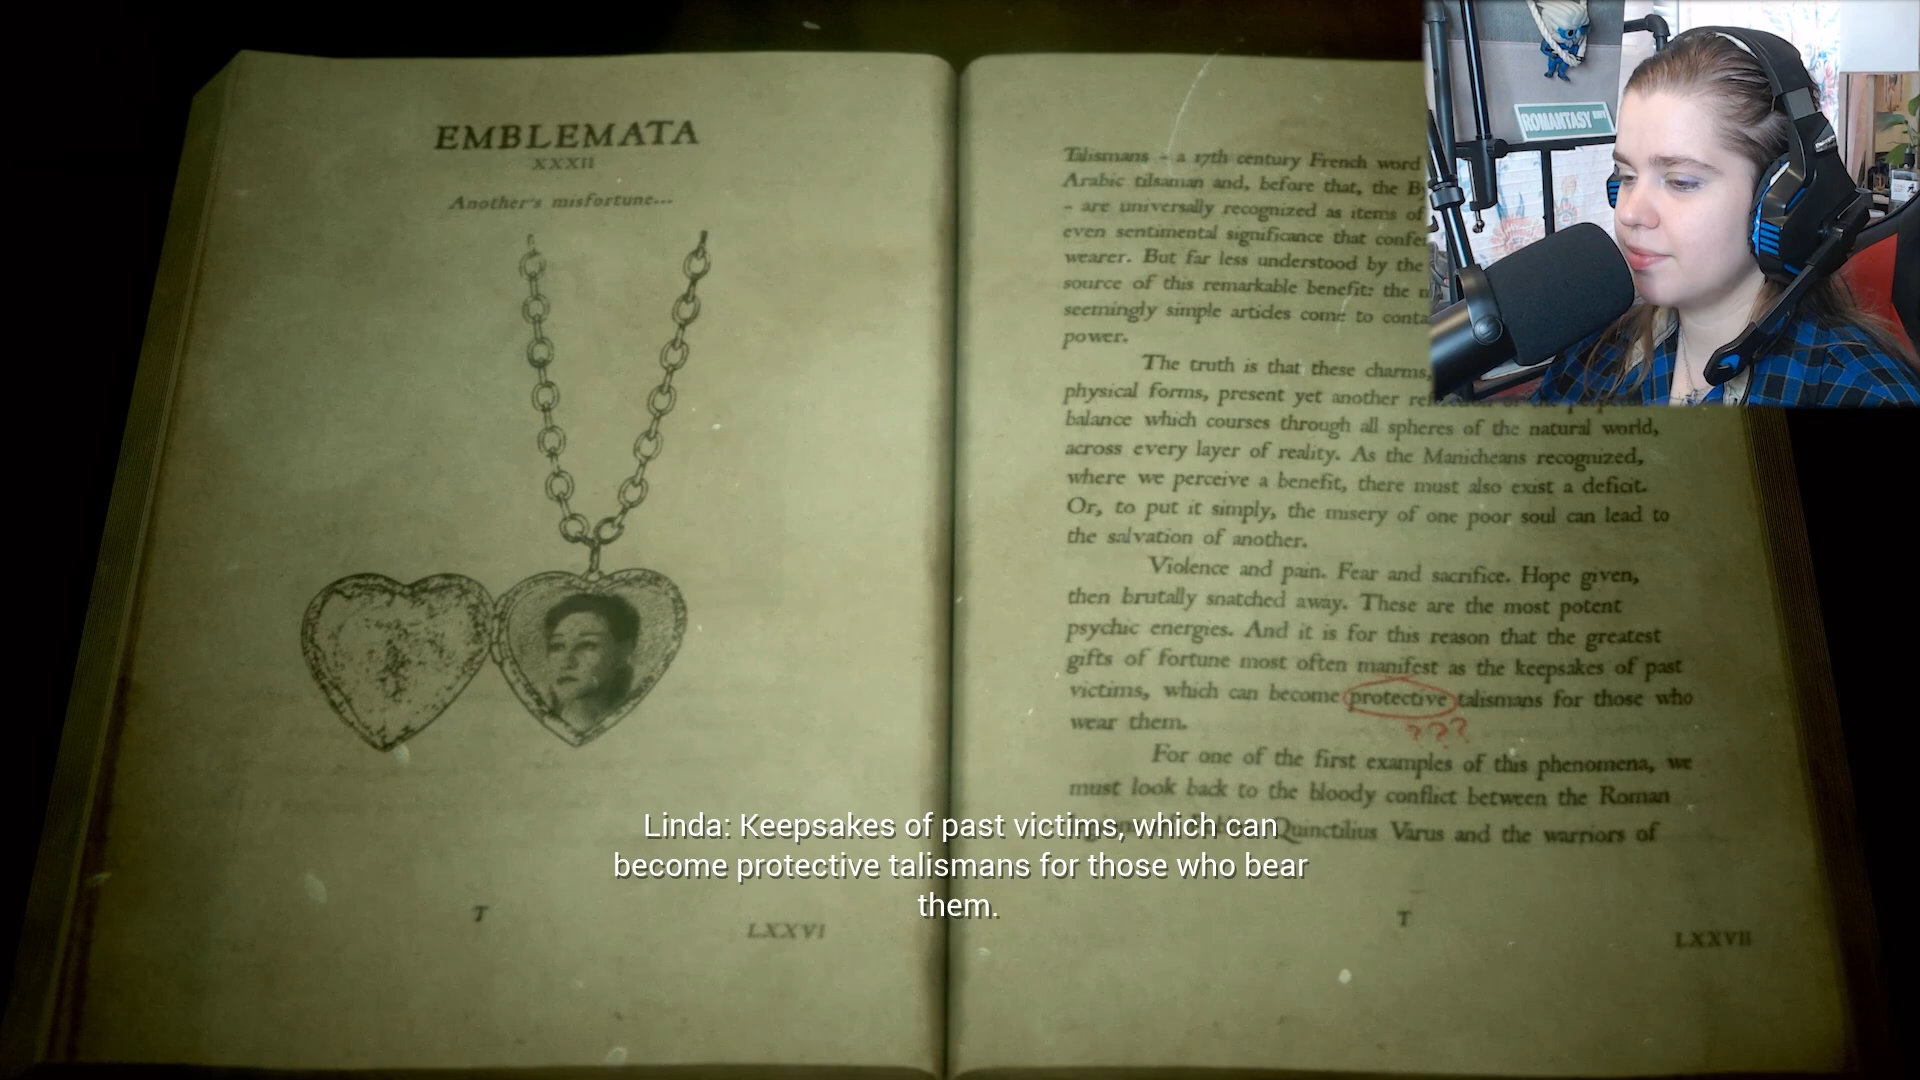 EMBLEMATA
XXXII
Another's misfortune...
T
LXXVI
Talismans - a 17th century French word
Arabic tilsaman and, before that, the
- are universally recognized as items of
even sentimental significance that
wearer. But far less understood by the
source of this remarkable benefit: the
seemingly simple articles come to
power.
The truth is that these charms,
physical forms, present yet another
balance which courses through all spheres of the natural world,
across every layer of reality. As the Manicheans recognized,
where we perceive a benefit, there must also exist a deficit.
Or, to put it simply, the misery of one poor soul can lead to
the salvation of another.
Violence and pain. Fear and sacrifice. Hope given,
then brutally snatched away. These are the most potent
psychic energies. And it is for this reason that the greatest
gifts of fortune most often manifest as the keepsakes of past
victims, which can become protective talismans for those who
wear them.
???
For one of the first examples of this phenomena, we
must look back to the bloody conflict between the Roman
Quinctilius Varus and the warriors of
T
LXXVII
Linda: Keepsakes of past victims, which can
become protective talismans for those who bear
them.
ROMANTASY